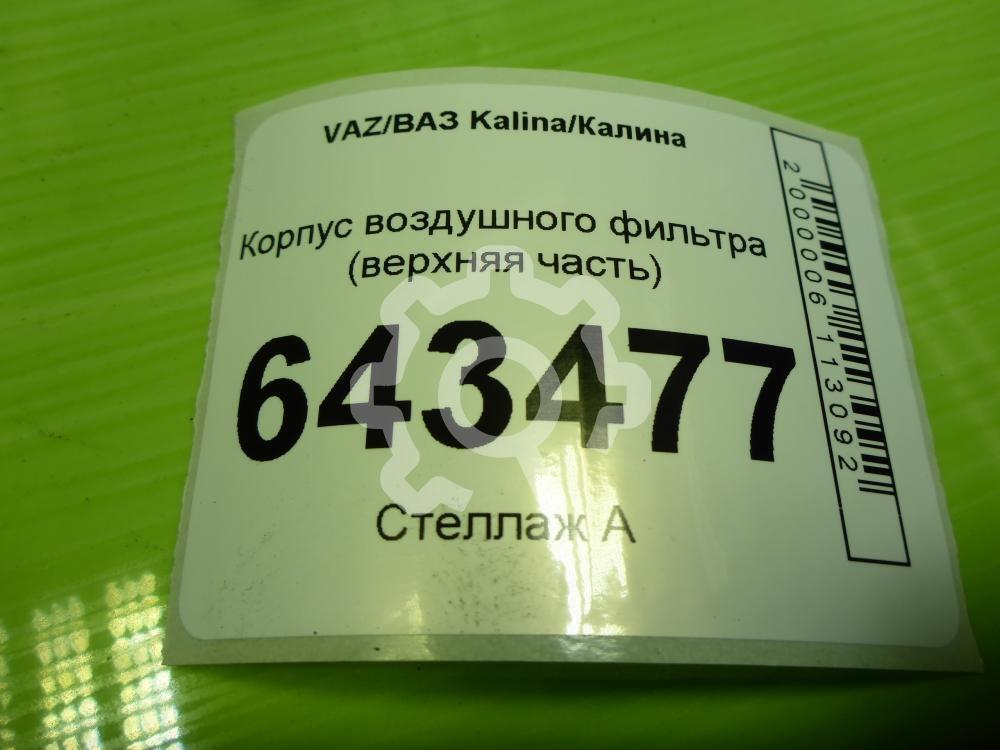 VAZ/ВАЗ Kalina/Калина
Корпус воздушного фильтра
(верхняя часть)
643477
Стеллаж А
2000006113092